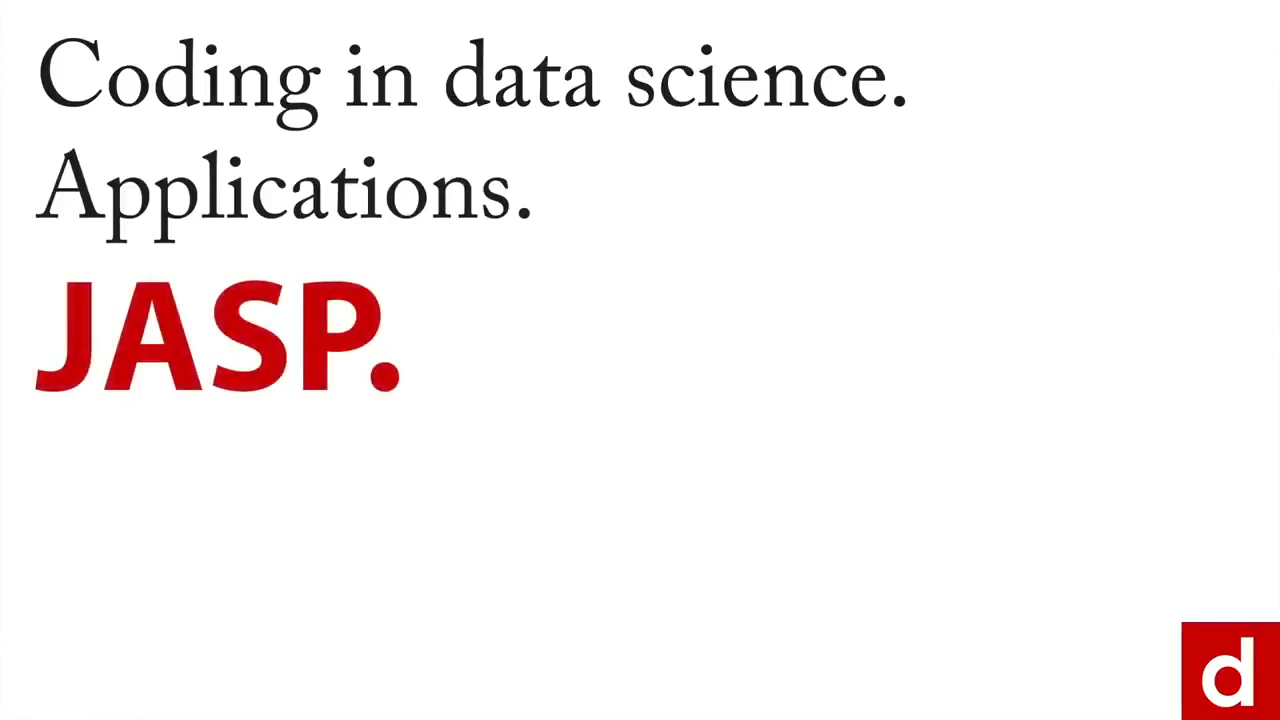 Coding in data science.
Applications.
JASP.
d